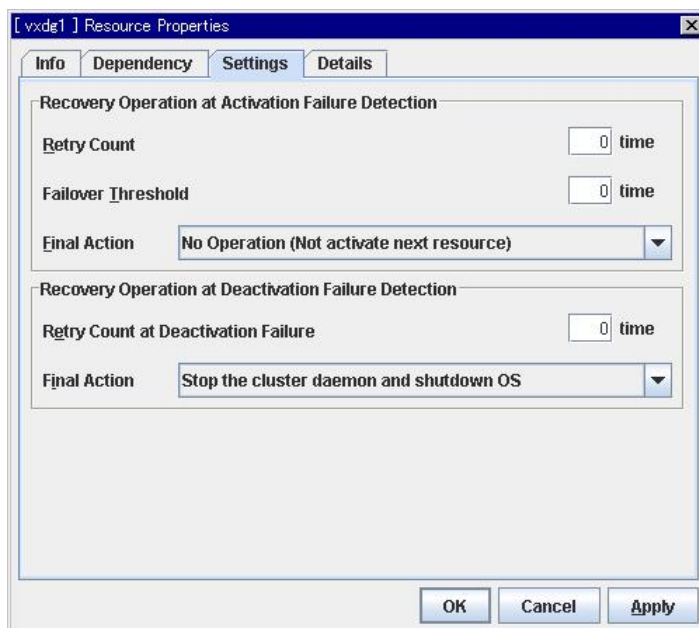 [ vxdg1 ] Resource Properties
Info Dependency Settings Details
Recovery Operation at Activation Failure Detection
Retry Count 0 time
Failover Threshold 0 time
Final Action No Operation (Not activate next resource)
Recovery Operation at Deactivation Failure Detection
Retry Count at Deactivation Failure 0 time
Final Action Stop the cluster daemon and shutdown OS
OK Cancel Apply